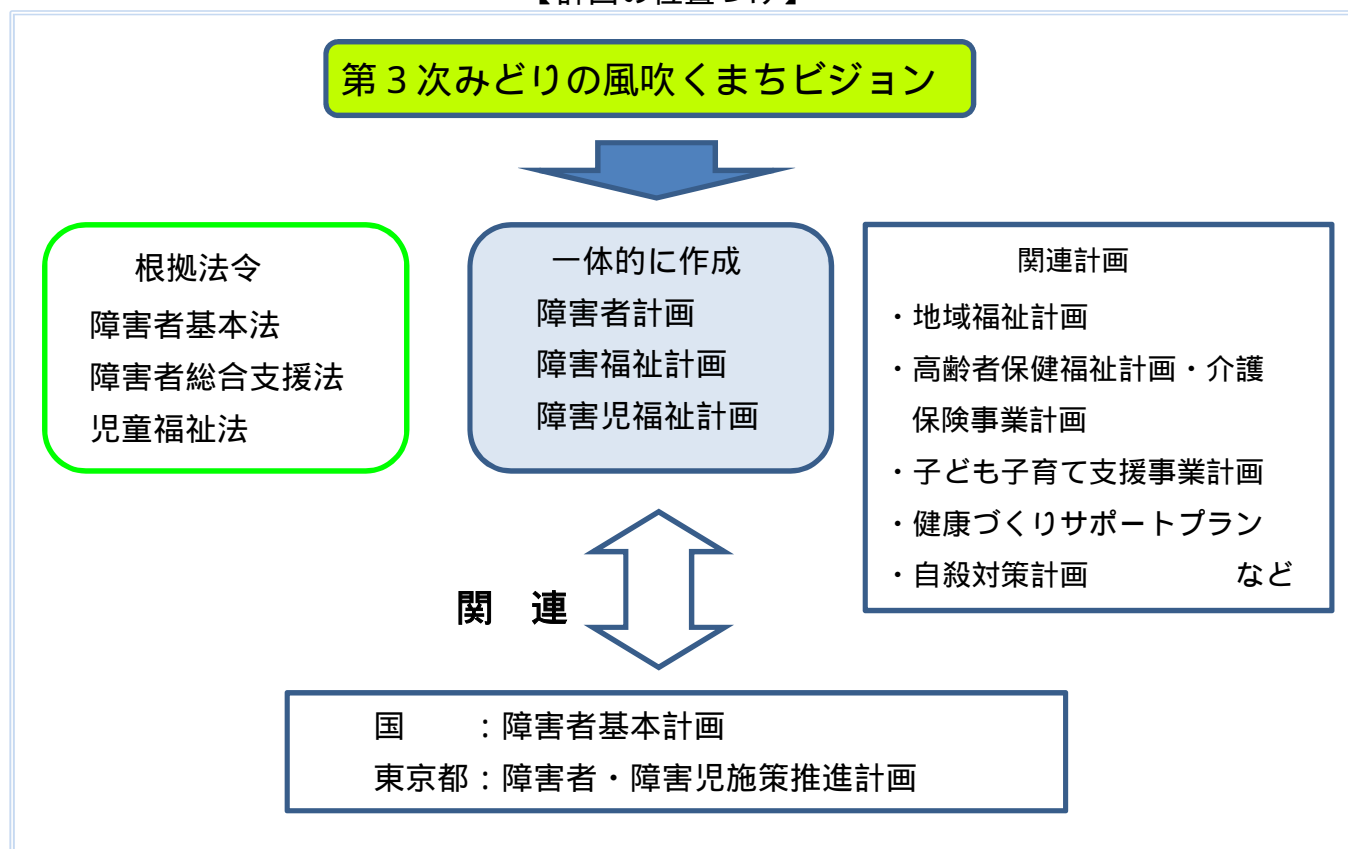 【計画の位置づけ】
第３次みどりの風吹くまちビジョン
根拠法令
障害者基本法
障害者総合支援法
児童福祉法
一体的に作成
障害者計画
障害福祉計画
障害児福祉計画
関連計画
・地域福祉計画
・高齢者保健福祉計画・介護
保険事業計画
・子ども子育て支援事業計画
・健康づくりサポートプラン
・自殺対策計画　　　　　など
関　連
国　　：障害者基本計画
東京都：障害者・障害児施策推進計画